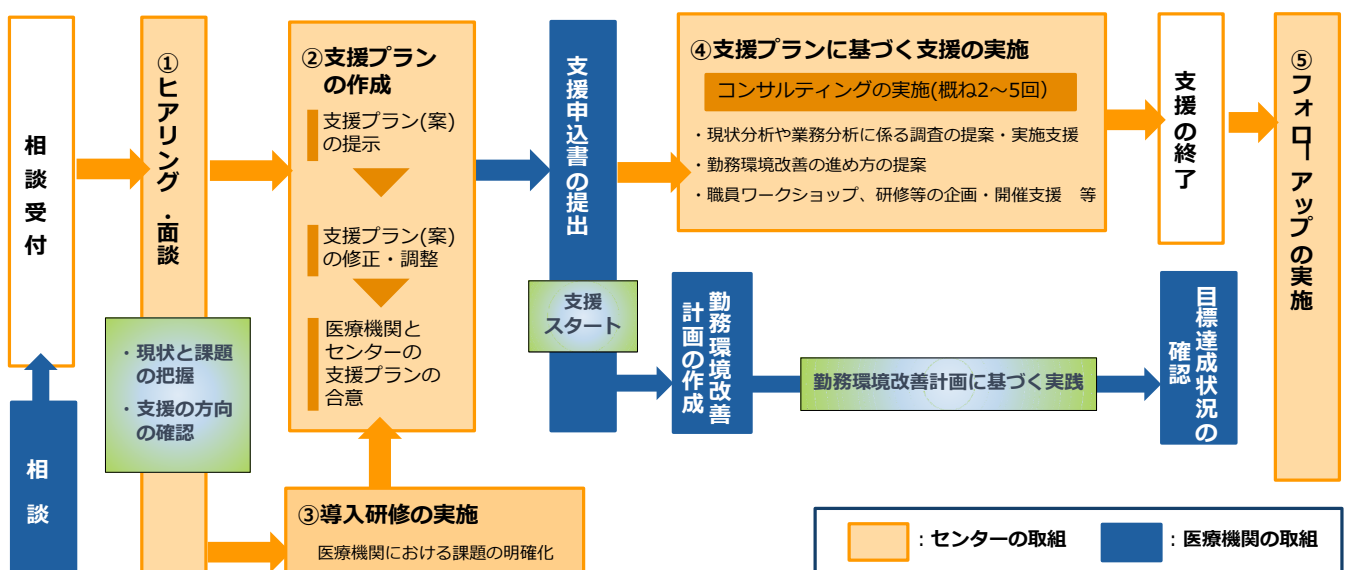 相談受付
相談
①ヒアリング・面談
・現状と課題
の把握
・支援の方向
の確認
②支援プラン
の作成
支援プラン(案)
の提示
支援プラン(案)
の修正・調整
医療機関と
センターの
支援プランの
合意
③導入研修の実施
医療機関における課題の明確化
支援申込書の提出
支援
スタート
④支援プランに基づく支援の実施
コンサルティングの実施(概ね2～5回)
・現状分析や業務分析に係る調査の提案・実施支援
・勤務環境改善の進め方の提案
・職員ワークショップ、研修等の企画・開催支援　等
勤務環境改善
計画の作成
勤務環境改善計画に基づく実践
支援の終了
目標達成状況の
確認
⑤フォローアップの実施
：センターの取組
：医療機関の取組